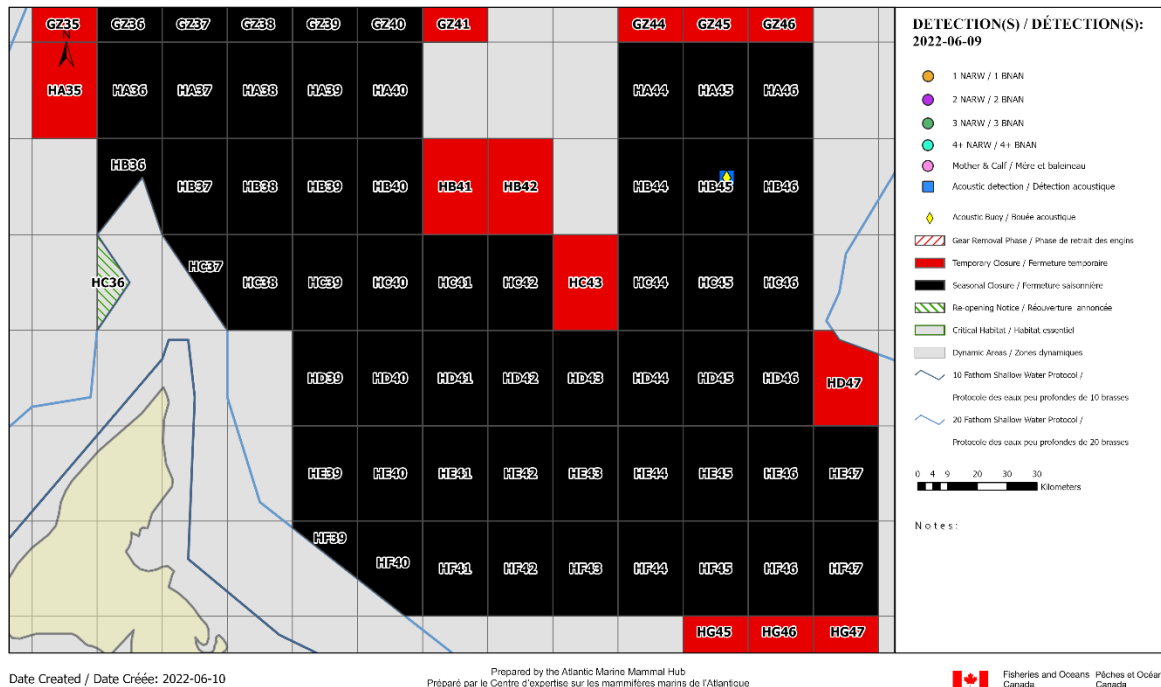 GZ35 GZ36 GZ37 GZ38 GZ39 GZ40 GZ41 GZ44 GZ45 GZ46
N
HA35 HA36 HA37 HA38 HA39 HA40 HA44 HA45 HA46
HB36 HB37 HB38 HB39 HB40 HB41 HB42 HB44 HB45 HB46
HC36 HC37 HC38 HC39 HC40 HC41 HC42 HC43 HC44 HC45 HC46
HD39 HD40 HD41 HD42 HD43 HD44 HD45 HD46 HD47
HE39 HE40 HE41 HE42 HE43 HE44 HE45 HE46 HE47
HF39 HF40 HF41 HF42 HF43 HF44 HF45 HF46 HF47
HG45 HG46 HG47
DETECTION(S) / DÉTECTION(S):
2022-06-09
1 NARW / 1 BNAN
2 NARW / 2 BNAN
3 NARW / 3 BNAN
4+ NARW / 4+ BNAN
Mother & Calf / Mére et baleineau
Acoustic detection / Détection acoustique
Acoustic Buoy / Bouée acoustique
Gear Removal Phase / Phase de retrait des engins
Temporary Closure / Fermeture temporaire
Seasonal Closure / Fermeture saisonnière
Re-opening Notice / Réouverture annoncée
Critical Habitat / Habitat essentiel
Dynamic Areas / Zones dynamiques
10 Fathom Shallow Water Protocol /
Protocole des eaux peu profondes de 10 brasses
20 Fathom Shallow Water Protocol /
Protocole des eaux peu profondes de 20 brasses
0 4 9 20 30 30
Kilometers
Notes:
Date Created / Date Créée: 2022-06-10
Prepared by the Atlantic Marine Mammal Hub
Préparé par le Centre d'expertise sur les mammifères marins de l'Atlantique
Fisheries and Oceans Pêches et Océan
Canada Canada